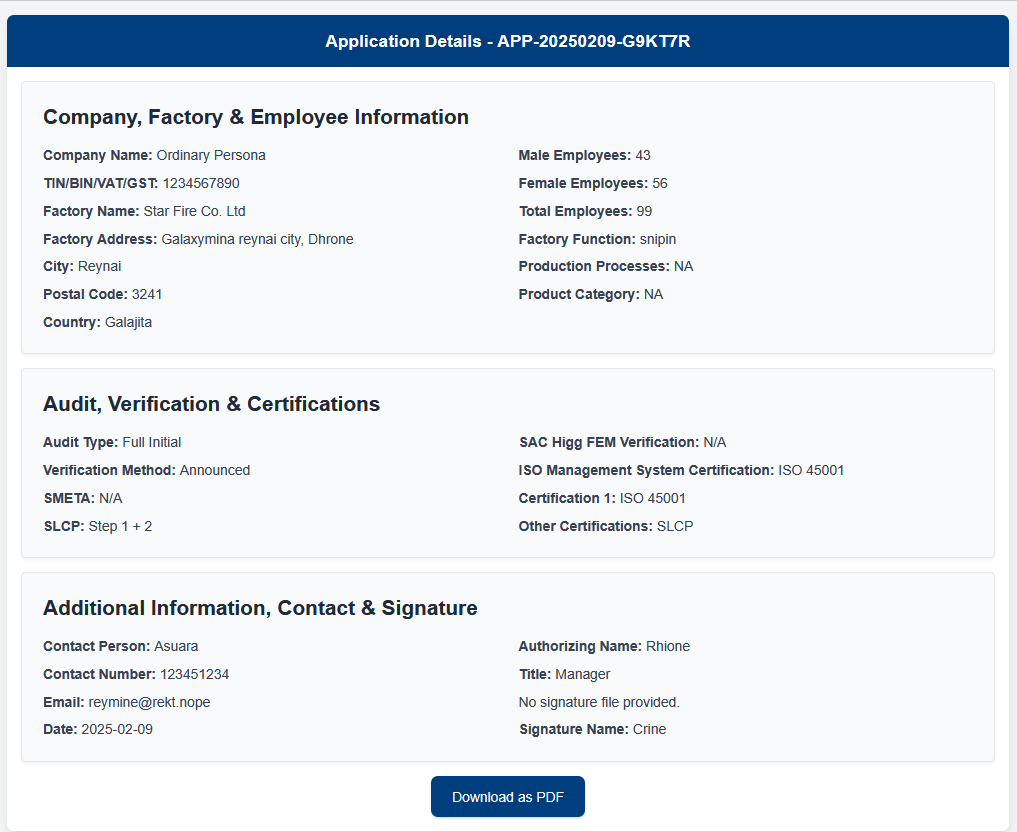 Application Details - APP-20250209-G9KT7R
Company, Factory & Employee Information
Company Name: Ordinary Persona
TIN/BIN/VAT/GST: 1234567890
Factory Name: Star Fire Co. Ltd
Factory Address: Galaxymina reynai city, Dhrone
City: Reynai
Postal Code: 3241
Country: Galajita
Male Employees: 43
Female Employees: 56
Total Employees: 99
Factory Function: snipin
Production Processes: NA
Product Category: NA
Audit, Verification & Certifications
Audit Type: Full Initial
Verification Method: Announced
SMETA: N/A
SLCP: Step 1 + 2
SAC Higg FEM Verification: N/A
ISO Management System Certification: ISO 45001
Certification 1: ISO 45001
Other Certifications: SLCP
Additional Information, Contact & Signature
Contact Person: Asuara
Contact Number: 123451234
Email: reymine@rekt.nope
Date: 2025-02-09
Authorizing Name: Rhione
Title: Manager
No signature file provided.
Signature Name: Crine
Download as PDF